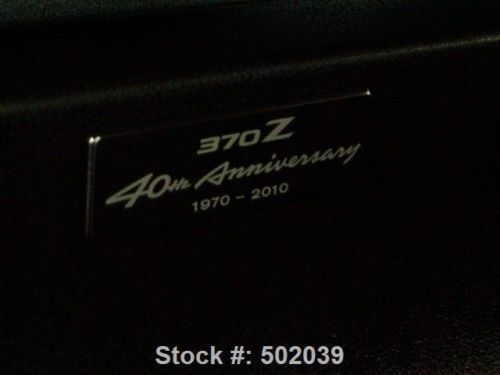 370Z
40th Anniversary
1970 - 2010
Stock #: 502039